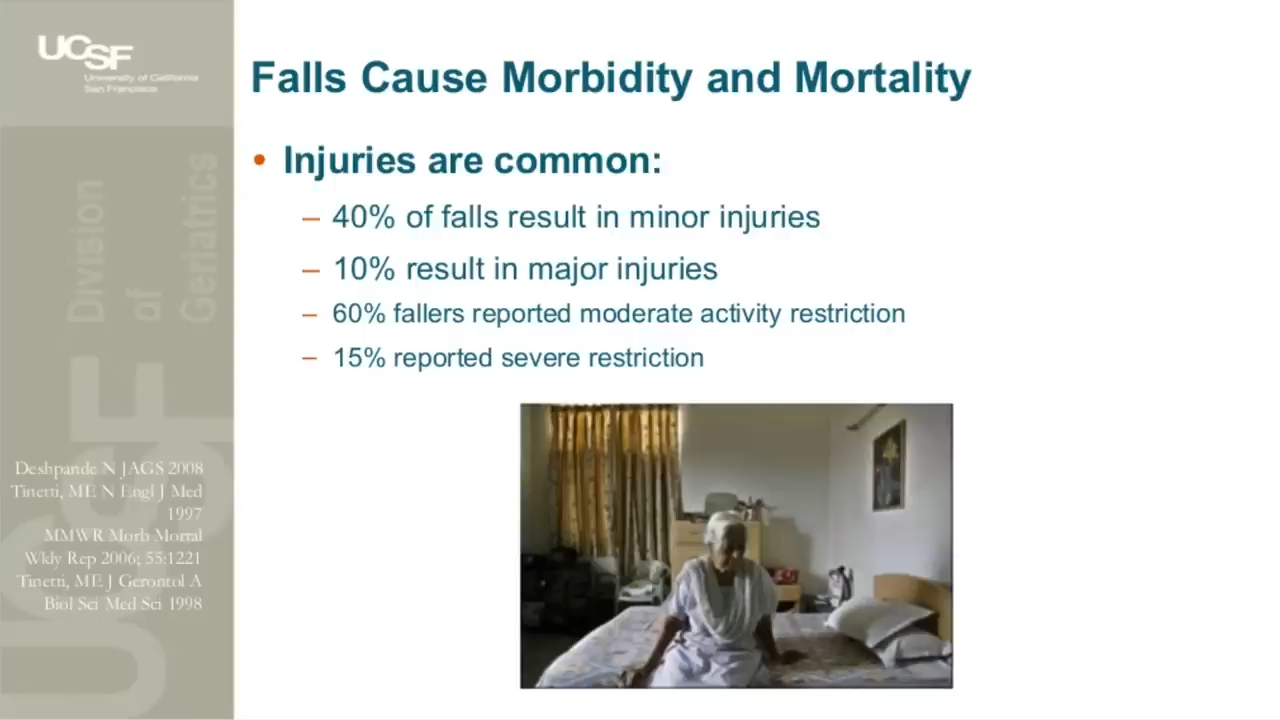 UCSF
University of California
San Francisco
Division
of
Geriatrics
UCSF
Falls Cause Morbidity and Mortality
• Injuries are common:
– 40% of falls result in minor injuries
– 10% result in major injuries
– 60% fallers reported moderate activity restriction
– 15% reported severe restriction
Deshpande N JAGS 2008
Tinetti, ME N Engl J Med
1997
MMWR Morb Mortal
Wkly Rep 2006; 55:1221
Tinetti, ME J Gerontol A
Biol Sci Med Sci 1998